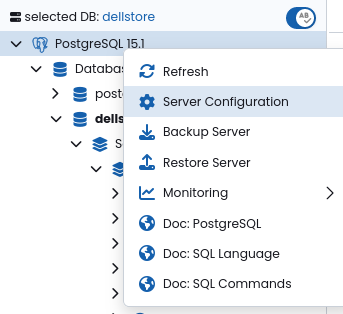 selected DB: dellstore
AB
PostgreSQL 15.1
Databas
post
dells
S
Refresh
Server Configuration
Backup Server
Restore Server
Monitoring
Doc: PostgreSQL
Doc: SQL Language
Doc: SQL Commands